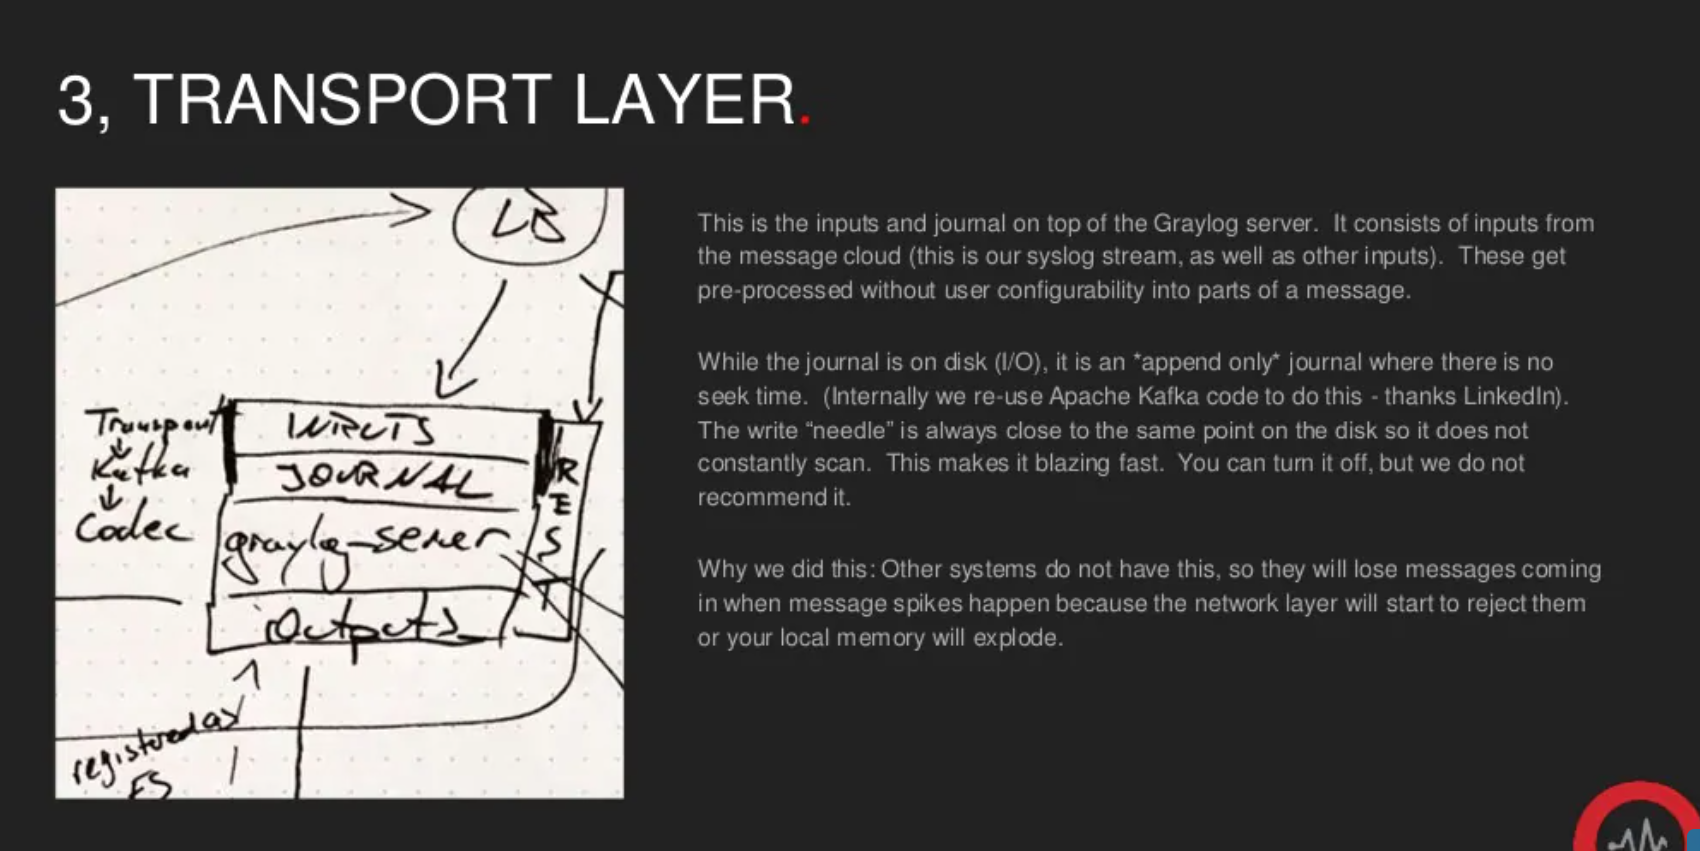 3, TRANSPORT LAYER.
LB
Transport
Kafka
Codec
INPUTS
JOURNAL
graylog-server
Outputs
REST
registered as
ES
This is the inputs and journal on top of the Graylog server. It consists of inputs from
the message cloud (this is our syslog stream, as well as other inputs). These get
pre-processed without user configurability into parts of a message.
While the journal is on disk (I/O), it is an *append only* journal where there is no
seek time. (Internally we re-use Apache Kafka code to do this - thanks LinkedIn).
The write “needle” is always close to the same point on the disk so it does not
constantly scan. This makes it blazing fast. You can turn it off, but we do not
recommend it.
Why we did this: Other systems do not have this, so they will lose messages coming
in when message spikes happen because the network layer will start to reject them
or your local memory will explode.